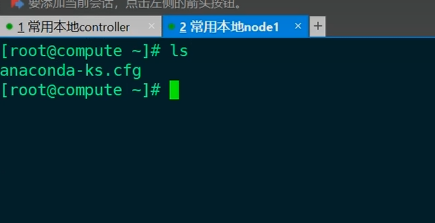 要添加当前会话，点击左侧的箭头按钮。
1 常用本地controller × 2 常用本地node1 × +
[root@compute ~]# ls
anaconda-ks.cfg
[root@compute ~]#